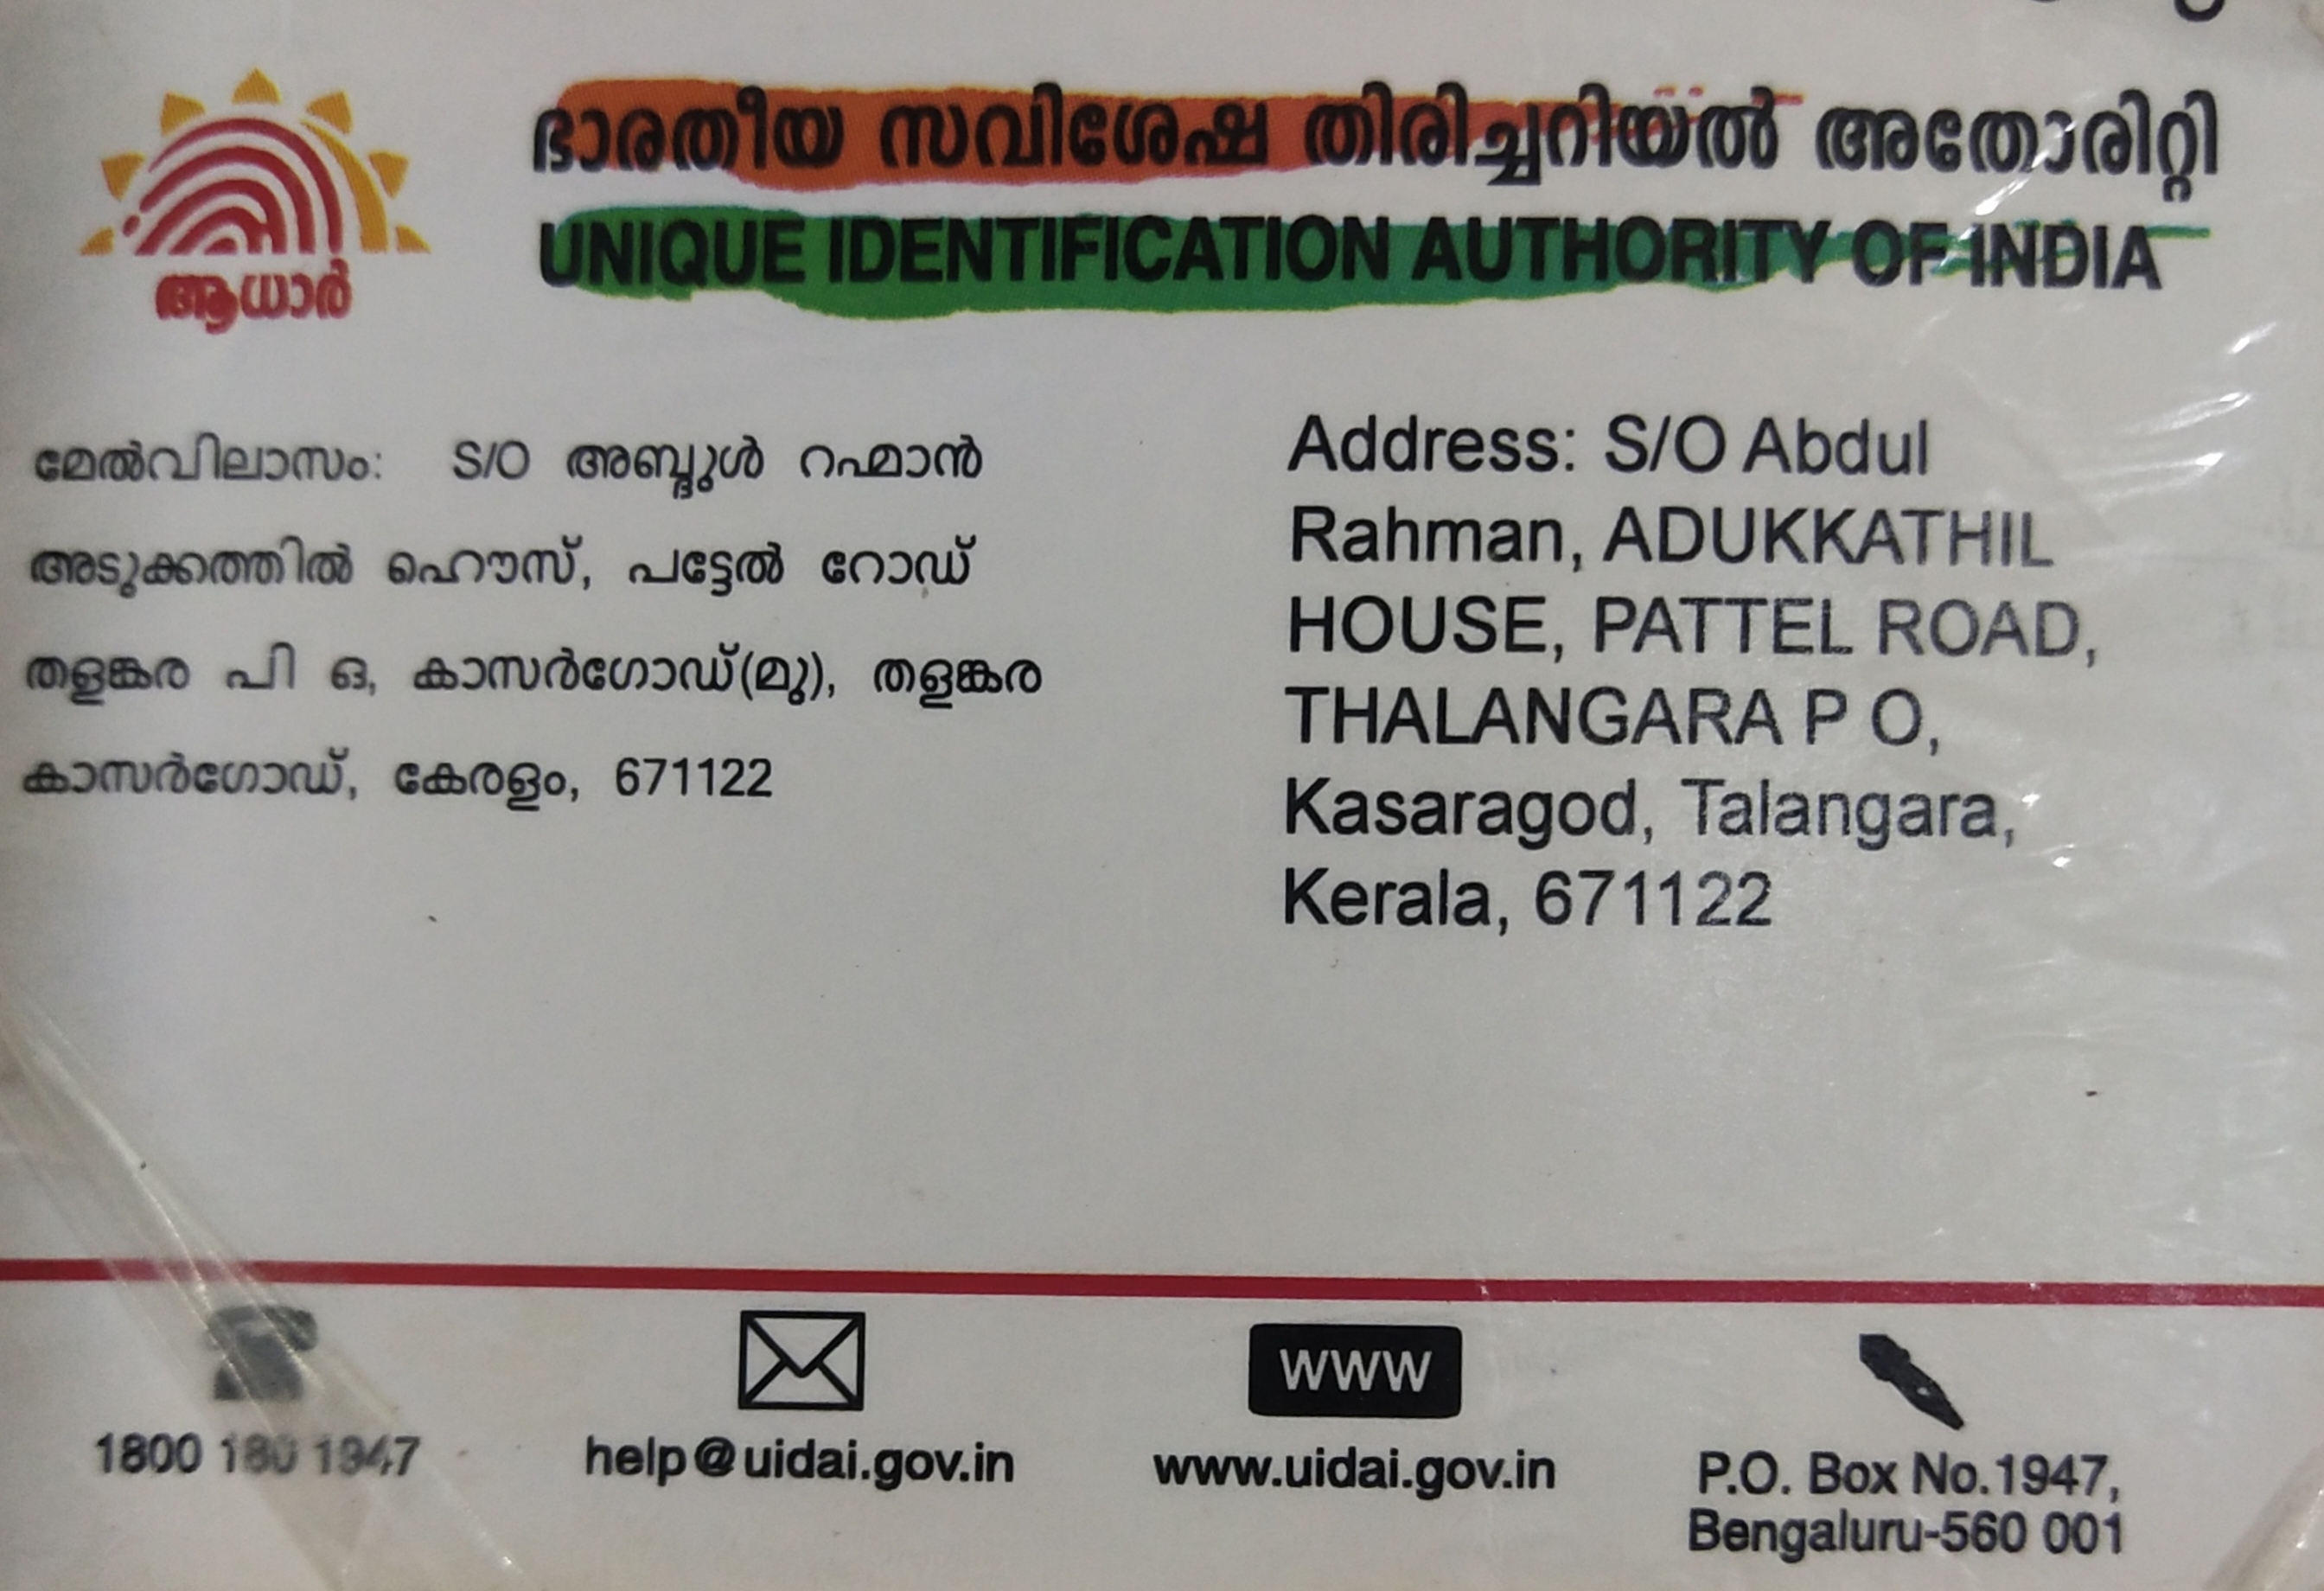 ആധാർ
ഭാരതീയ സവിശേഷ തിരിച്ചറിയൽ അതോരിറ്റി
UNIQUE IDENTIFICATION AUTHORITY OF INDIA
മേൽവിലാസം: S/O അബ്ദുൾ റഹ്മാൻ
അടുക്കത്തിൽ ഹൌസ്, പട്ടേൽ റോഡ്
തളങ്കര പി ഒ, കാസർഗോഡ്(മു), തളങ്കര
കാസർഗോഡ്, കേരളം, 671122
Address: S/O Abdul
Rahman, ADUKKATHIL
HOUSE, PATTEL ROAD,
THALANGARA P O,
Kasaragod, Talangara,
Kerala, 671122
1800 180 1947
help@uidai.gov.in
WWW
www.uidai.gov.in
P.O. Box No.1947,
Bengaluru-560 001